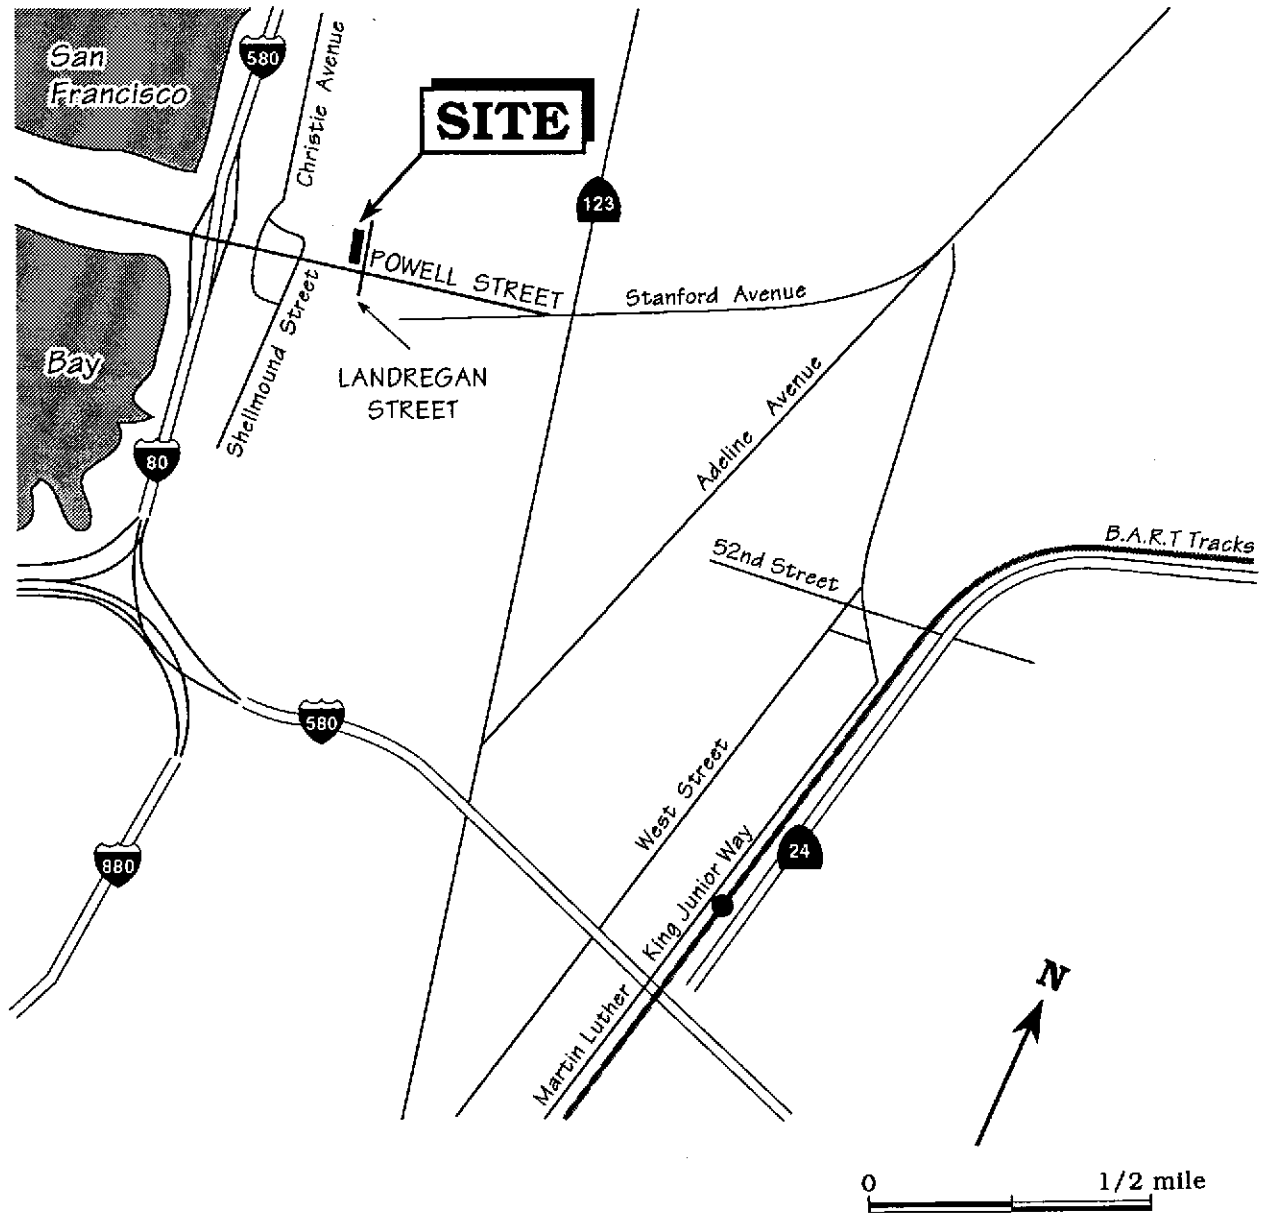 San
Francisco
580
Christie Avenue
SITE
123
POWELL STREET
Stanford Avenue
Shellmound Street
LANDREGAN
STREET
Bay
80
Adeline Avenue
52nd Street
B.A.R.T Tracks
580
West Street
880
24
Martin Luther King Junior Way
N
0 1/2 mile